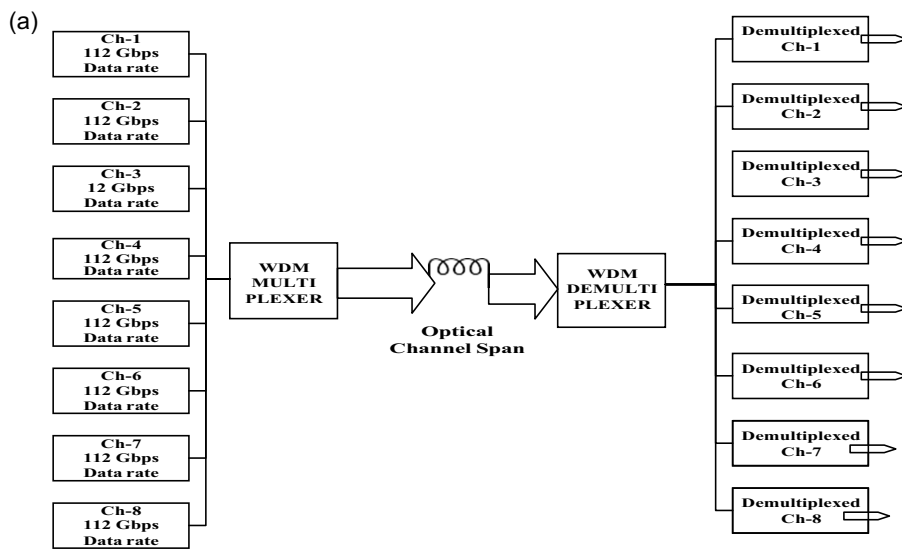 (a)
Ch-1
112 Gbps
Data rate
Ch-2
112 Gbps
Data rate
Ch-3
12 Gbps
Data rate
Ch-4
112 Gbps
Data rate
Ch-5
112 Gbps
Data rate
Ch-6
112 Gbps
Data rate
Ch-7
112 Gbps
Data rate
Ch-8
112 Gbps
Data rate
WDM
MULTI
PLEXER
Optical
Channel Span
WDM
DEMULTI
PLEXER
Demultiplexed
Ch-1
Demultiplexed
Ch-2
Demultiplexed
Ch-3
Demultiplexed
Ch-4
Demultiplexed
Ch-5
Demultiplexed
Ch-6
Demultiplexed
Ch-7
Demultiplexed
Ch-8